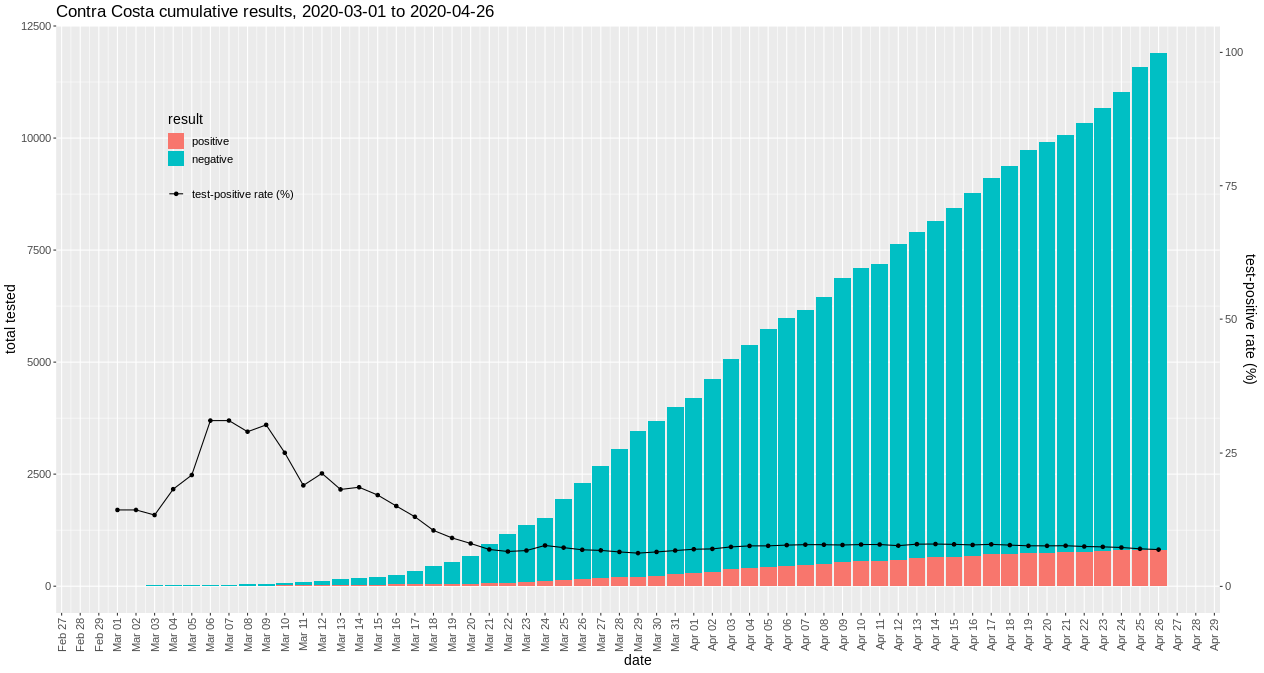 Contra Costa cumulative results, 2020-03-01 to 2020-04-26
12500
10000
7500
5000
2500
0
total tested
result
positive
negative
test-positive rate (%)
100
75
50
25
0
test-positive rate (%)
Feb 27
Feb 28
Feb 29
Mar 01
Mar 02
Mar 03
Mar 04
Mar 05
Mar 06
Mar 07
Mar 08
Mar 09
Mar 10
Mar 11
Mar 12
Mar 13
Mar 14
Mar 15
Mar 16
Mar 17
Mar 18
Mar 19
Mar 20
Mar 21
Mar 22
Mar 23
Mar 24
Mar 25
Mar 26
Mar 27
Mar 28
Mar 29
Mar 30
Mar 31
Apr 01
Apr 02
Apr 03
Apr 04
Apr 05
Apr 06
Apr 07
Apr 08
Apr 09
Apr 10
Apr 11
Apr 12
Apr 13
Apr 14
Apr 15
Apr 16
Apr 17
Apr 18
Apr 19
Apr 20
Apr 21
Apr 22
Apr 23
Apr 24
Apr 25
Apr 26
Apr 27
Apr 28
Apr 29
date